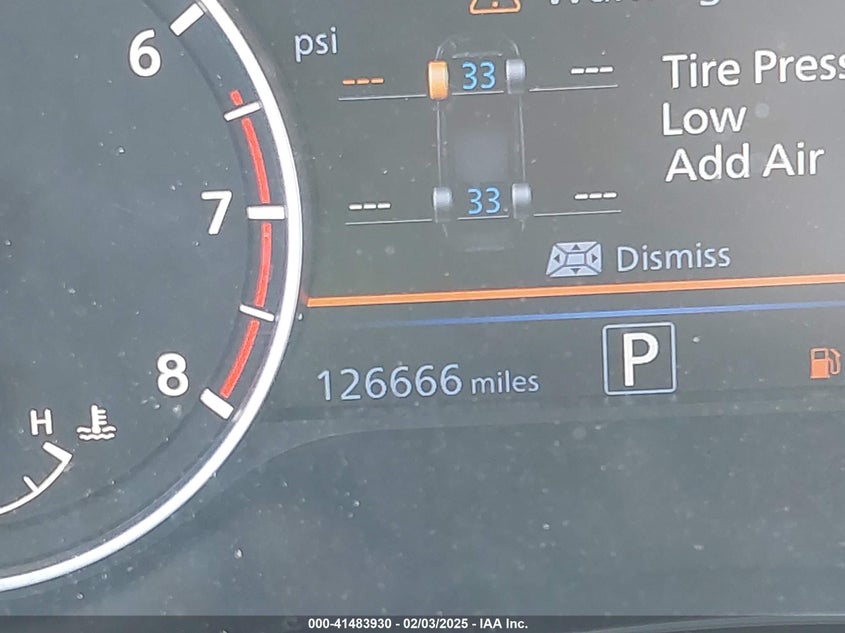 6
psi
--- 33 ---
Tire Press
Low
Add Air
7
--- 33 ---
Dismiss
8
126666 miles
P
H
000-41483930 - 02/03/2025 - IAA Inc.